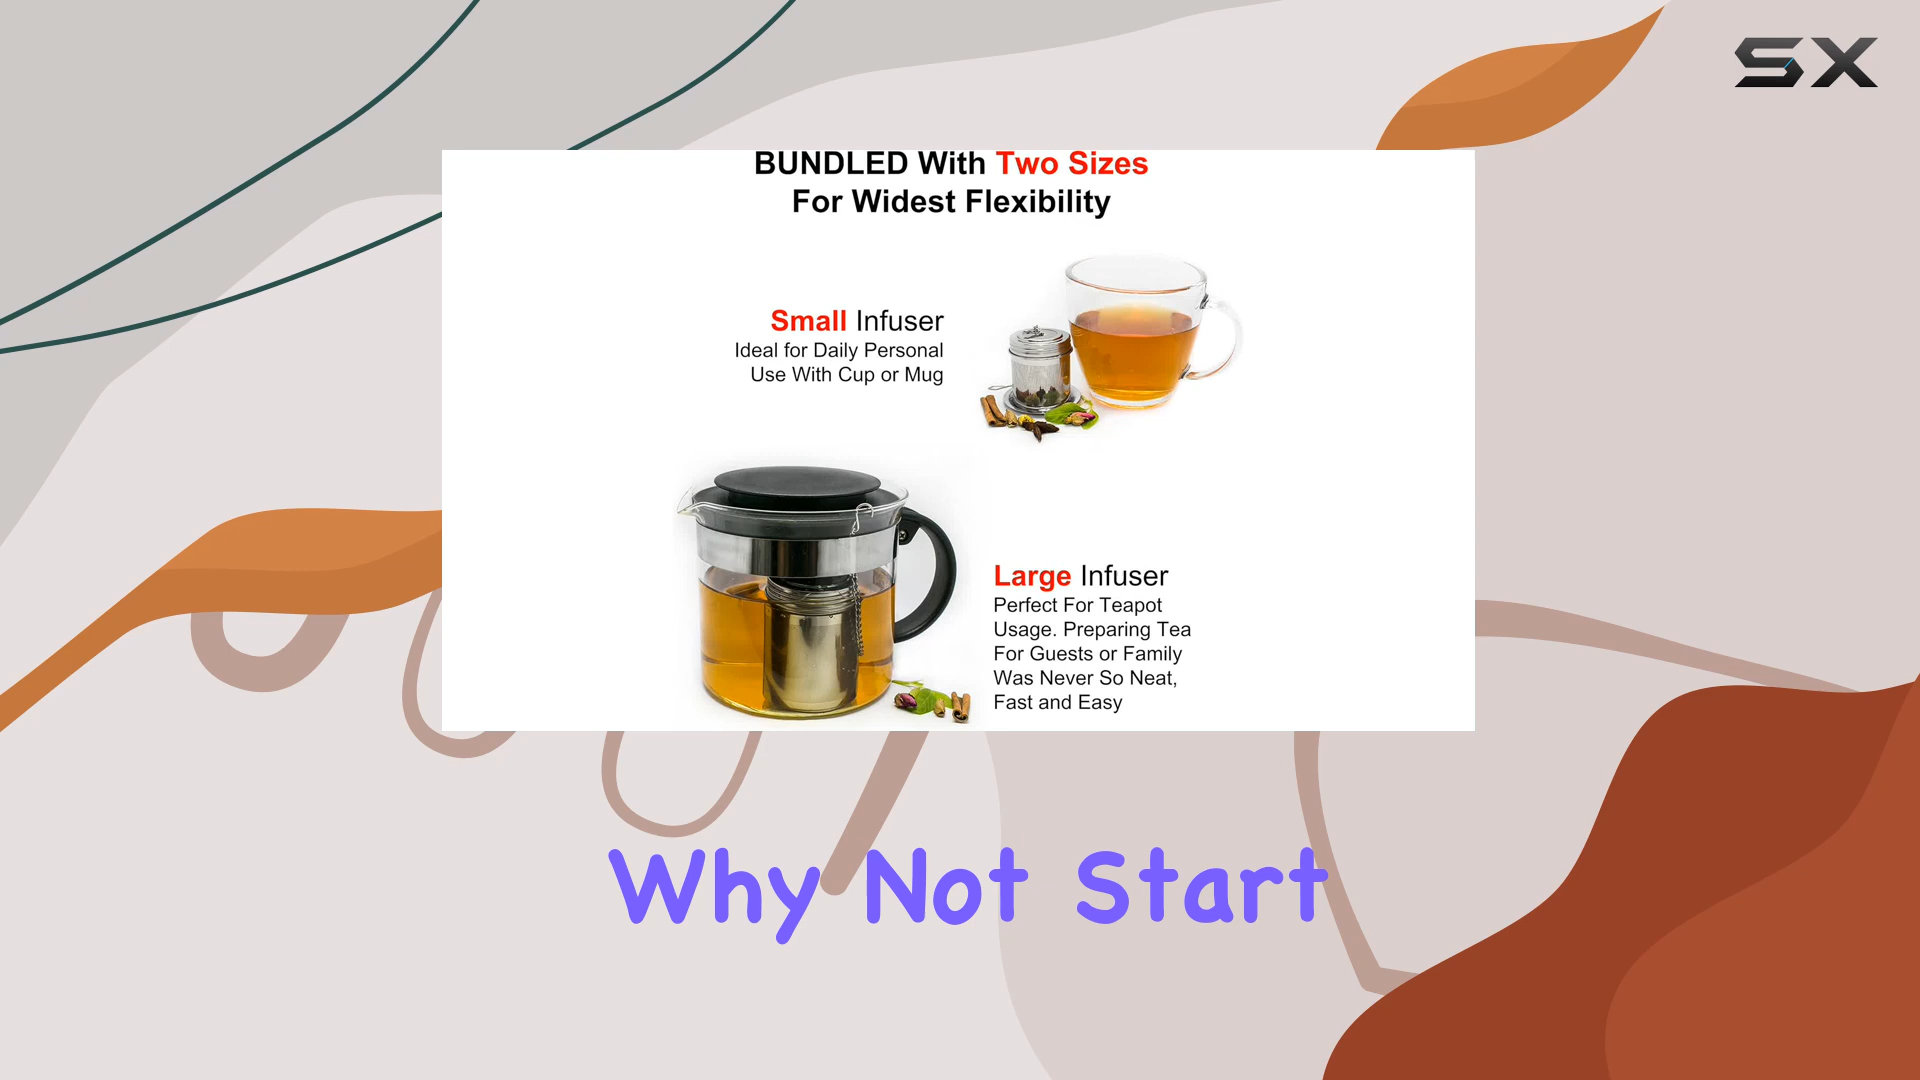 SX
BUNDLED With Two Sizes
For Widest Flexibility
Small Infuser
Ideal for Daily Personal
Use With Cup or Mug
Large Infuser
Perfect For Teapot
Usage. Preparing Tea
For Guests or Family
Was Never So Neat,
Fast and Easy
Why Not Start